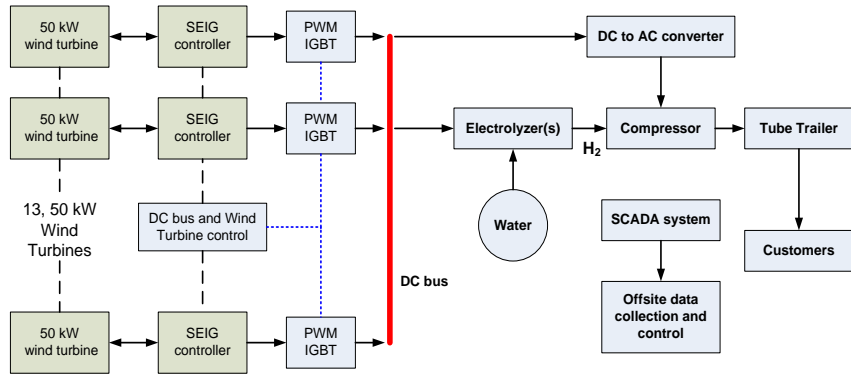 50 kW
wind turbine
SEIG
controller
PWM
IGBT
DC to AC converter
50 kW
wind turbine
SEIG
controller
PWM
IGBT
Electrolyzer(s)
H₂
Compressor
Tube Trailer
13, 50 kW
Wind
Turbines
DC bus and Wind
Turbine control
Water
SCADA system
Customers
DC bus
Offsite data
collection and
control
50 kW
wind turbine
SEIG
controller
PWM
IGBT